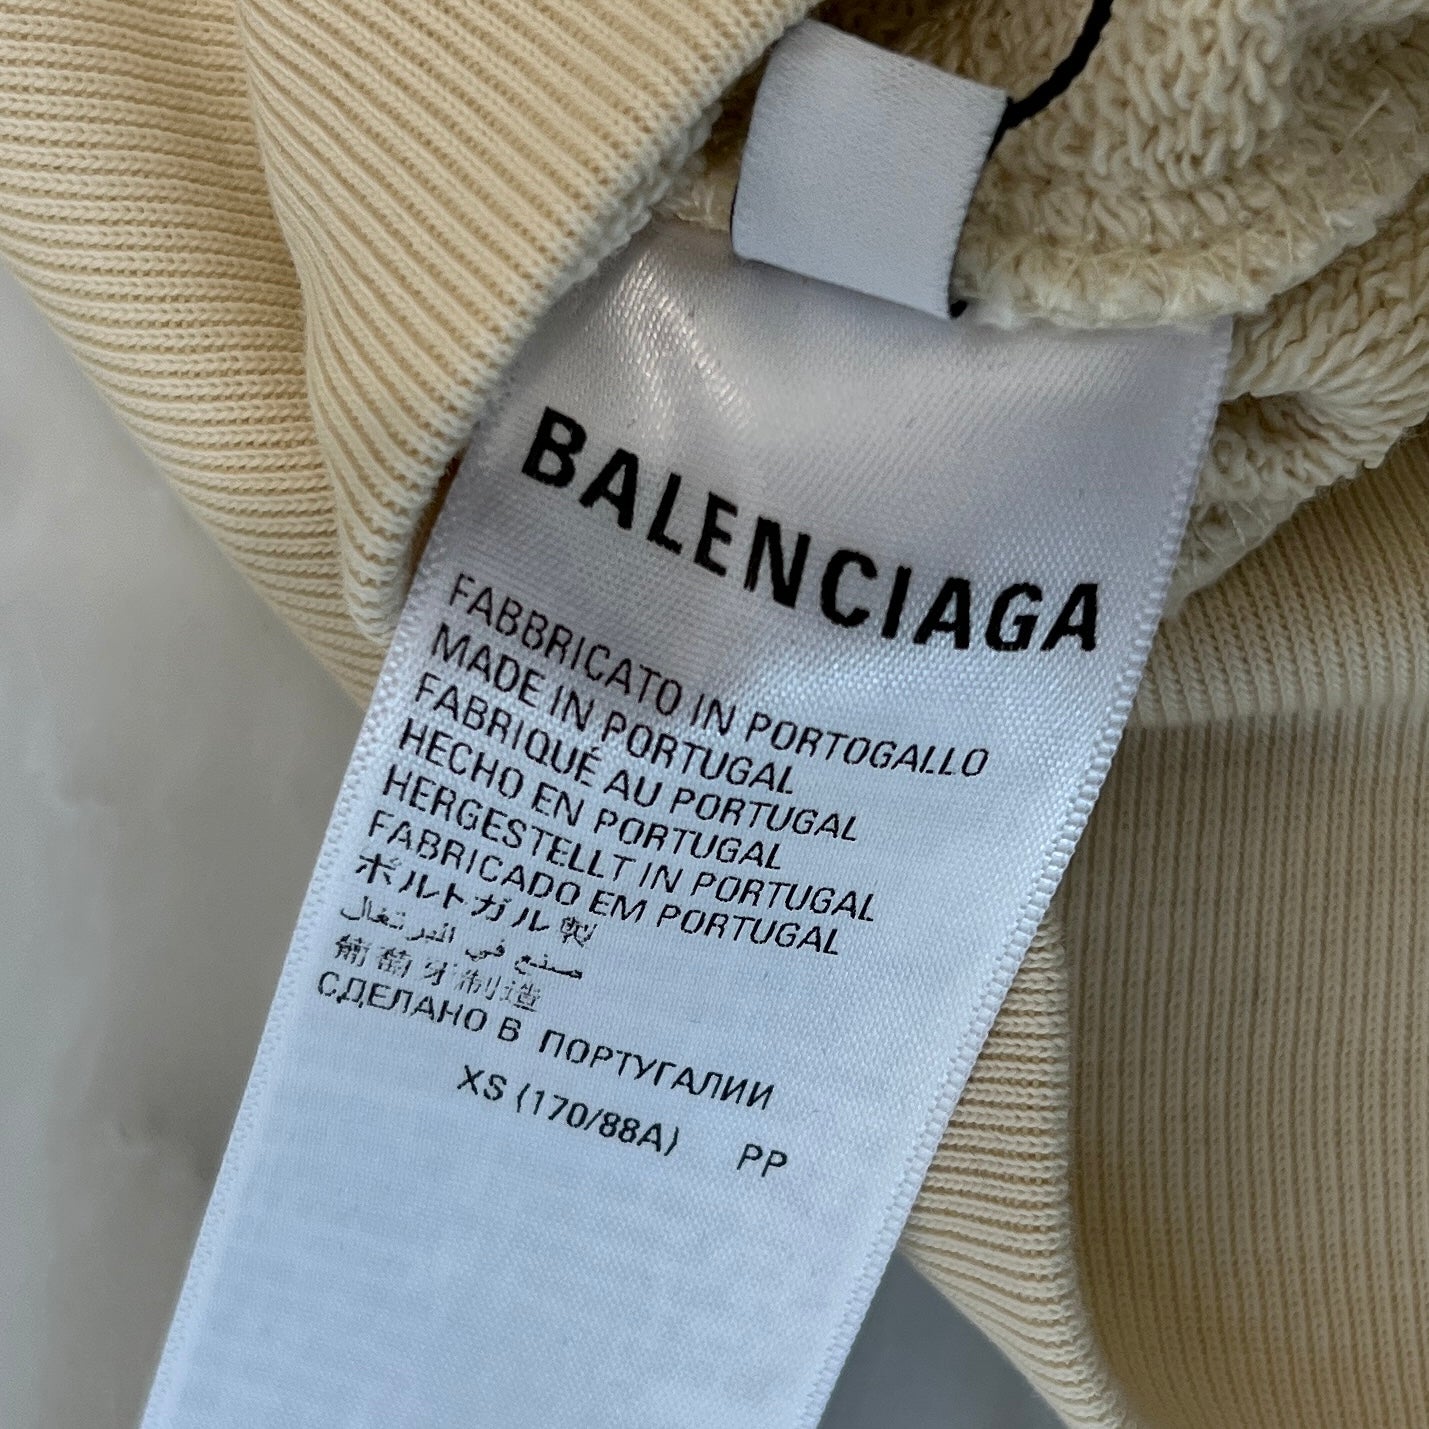 BALENCIAGA
FABBRICATO IN PORTOGALLO
MADE IN PORTUGAL
FABRIQUÉ AU PORTUGAL
HECHO EN PORTUGAL
HERGESTELLT IN PORTUGAL
FABRICADO EM PORTUGAL
ポルトガル製
صنع في البرتغال
葡萄牙制造
СДЕЛАНО В ПОРТУГАЛИИ
XS (170/88A) PP